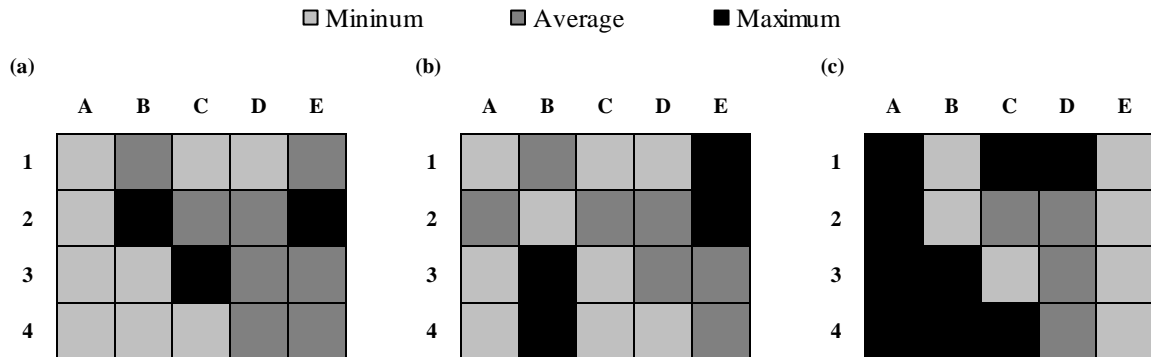 Mininum Average Maximum
(a) (b) (c)
A B C D E A B C D E A B C D E
1 1 1
2 2 2
3 3 3
4 4 4